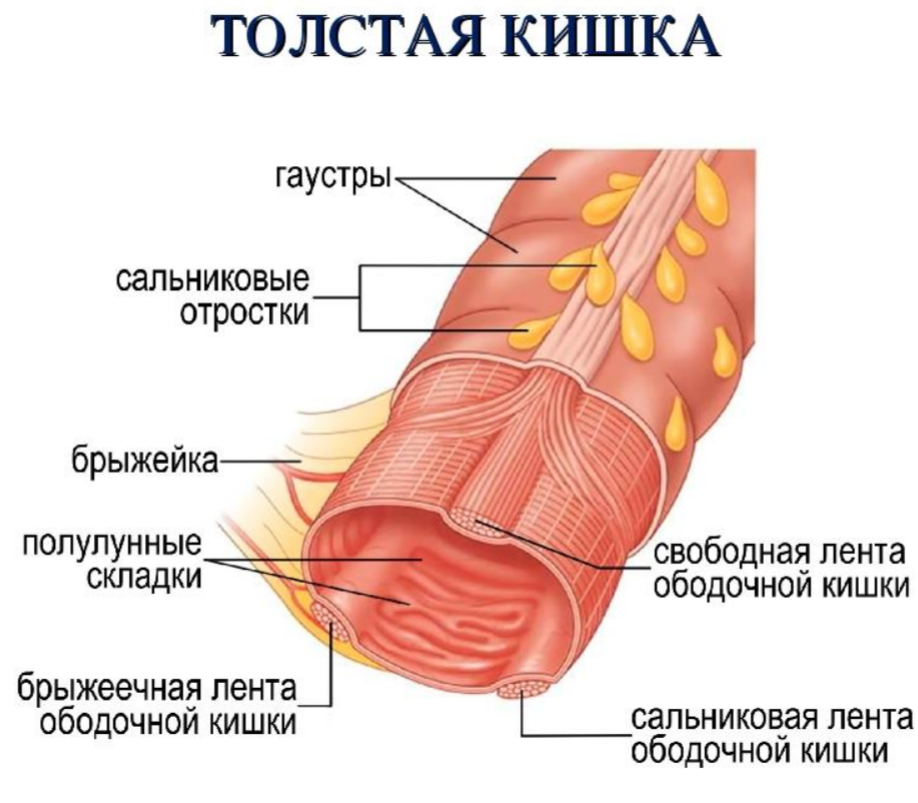 ТОЛСТАЯ КИШКА
гаустры
сальниковые
отростки
брыжейка
полулунные
складки
свободная лента
ободочной кишки
брыжеечная лента
ободочной кишки
сальниковая лента
ободочной кишки